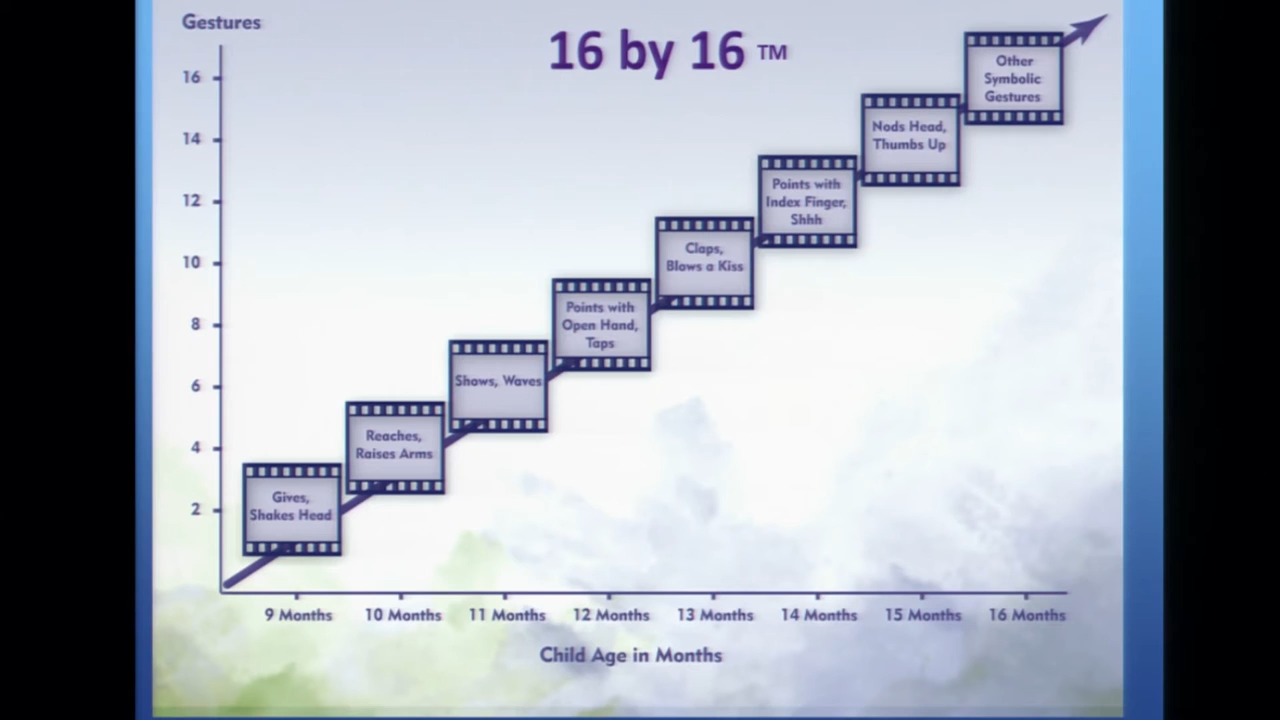 Gestures
16 by 16 ™
16
14
12
10
8
6
4
2
Other
Symbolic
Gestures
Nods Head,
Thumbs Up
Points with
Index Finger,
Shhh
Claps,
Blows a Kiss
Points with
Open Hand,
Taps
Shows, Waves
Reaches,
Raises Arms
Gives,
Shakes Head
9 Months
10 Months
11 Months
12 Months
13 Months
14 Months
15 Months
16 Months
Child Age in Months